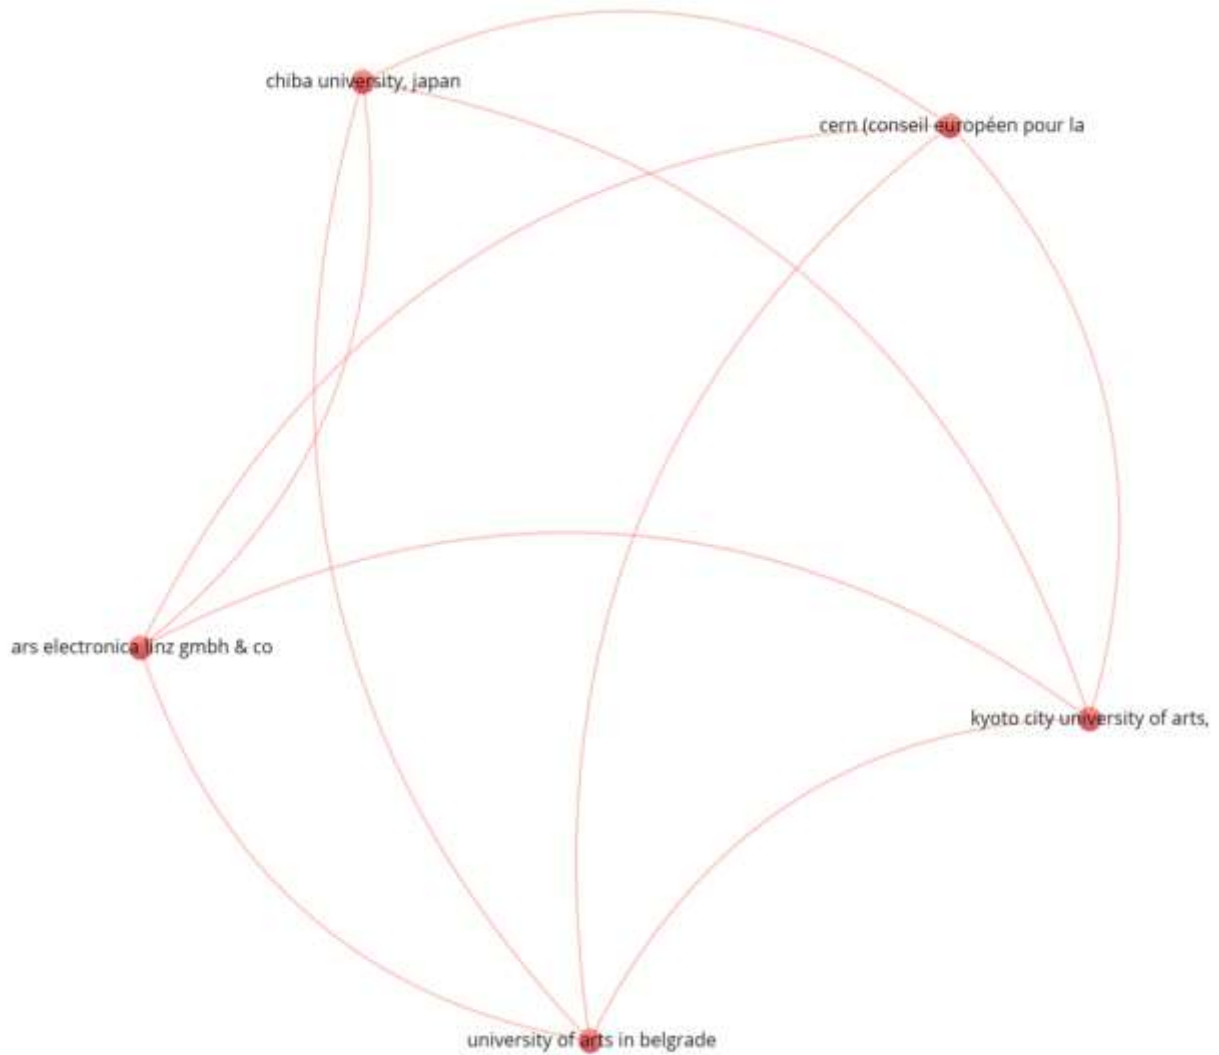 chiba university, japan
cern (conseil européen pour la
ars electronica linz gmbh & co
kyoto city university of arts,
university of arts in belgrade